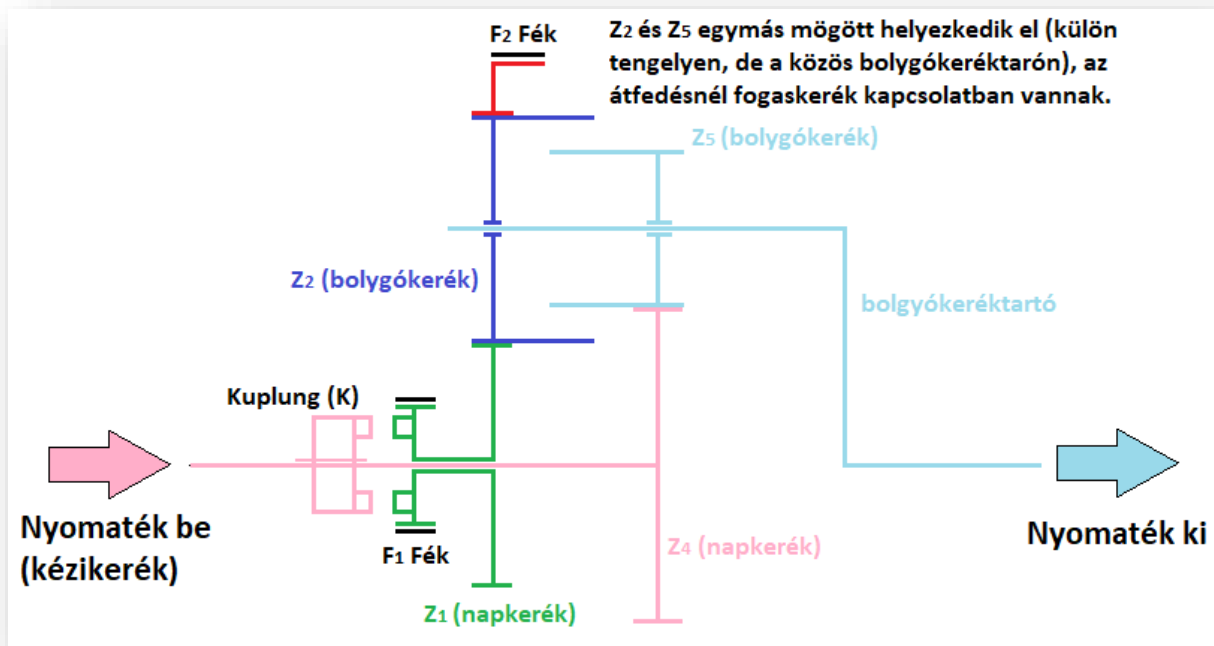 F2 Fék
Z2 és Z5 egymás mögött helyezkedik el (külön
tengelyen, de a közös bolygókeréktarón), az
átfedésnél fogaskerék kapcsolatban vannak.
Z5 (bolygókerék)
Z2 (bolygókerék)
bolgyókeréktartó
Kuplung (K)
Nyomaték be
(kézikerék)
F1 Fék
Z4 (napkerék)
Nyomaték ki
Z1 (napkerék)